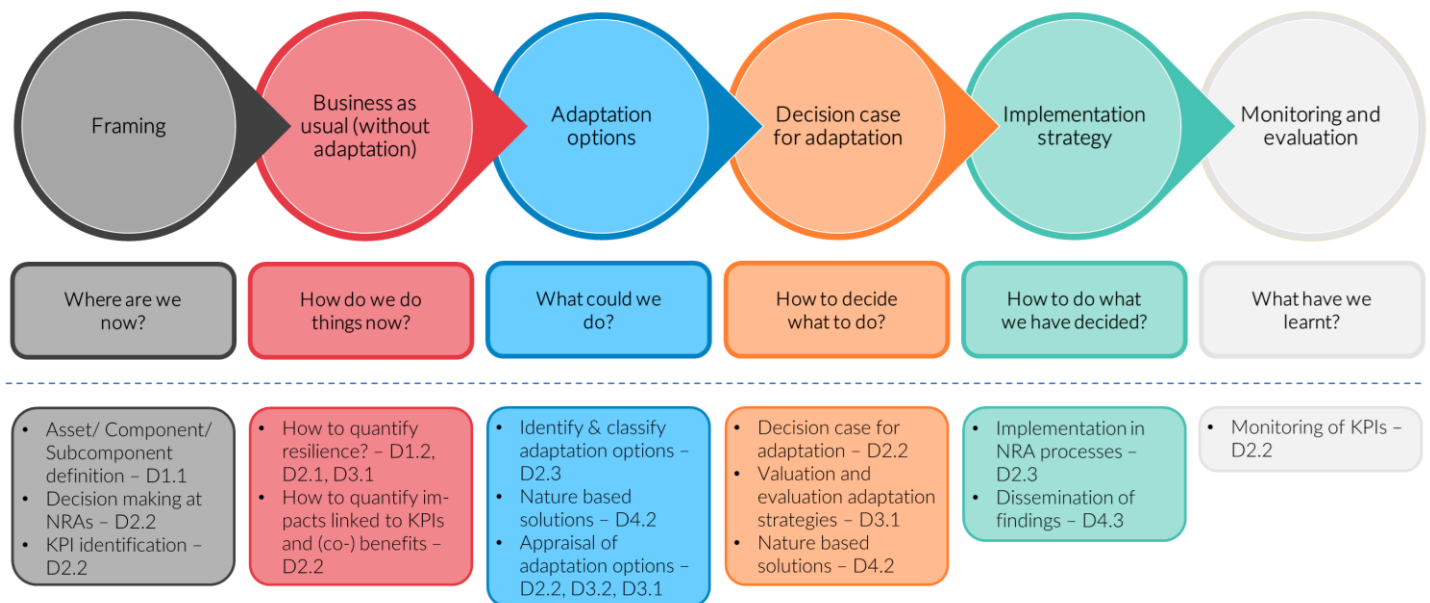 Framing
Business as
usual (without
adaptation)
Adaptation
options
Decision case
for adaptation
Implementation
strategy
Monitoring and
evaluation
Where are we
now?
How do we do
things now?
What could we
do?
How to decide
what to do?
How to do what
we have decided?
What have we
learnt?
• Asset/ Component/
Subcomponent
definition – D1.1
• Decision making at
NRAs – D2.2
• KPI identification –
D2.2
• How to quantify
resilience? – D1.2,
D2.1, D3.1
• How to quantify im-
pacts linked to KPIs
and (co-) benefits –
D2.2
• Identify & classify
adaptation options –
D2.3
• Nature based
solutions – D4.2
• Appraisal of
adaptation options –
D2.2, D3.2, D3.1
• Decision case for
adaptation – D2.2
• Valuation and
evaluation adaptation
strategies – D3.1
• Nature based
solutions – D4.2
• Implementation in
NRA processes –
D2.3
• Dissemination of
findings – D4.3
• Monitoring of KPIs –
D2.2